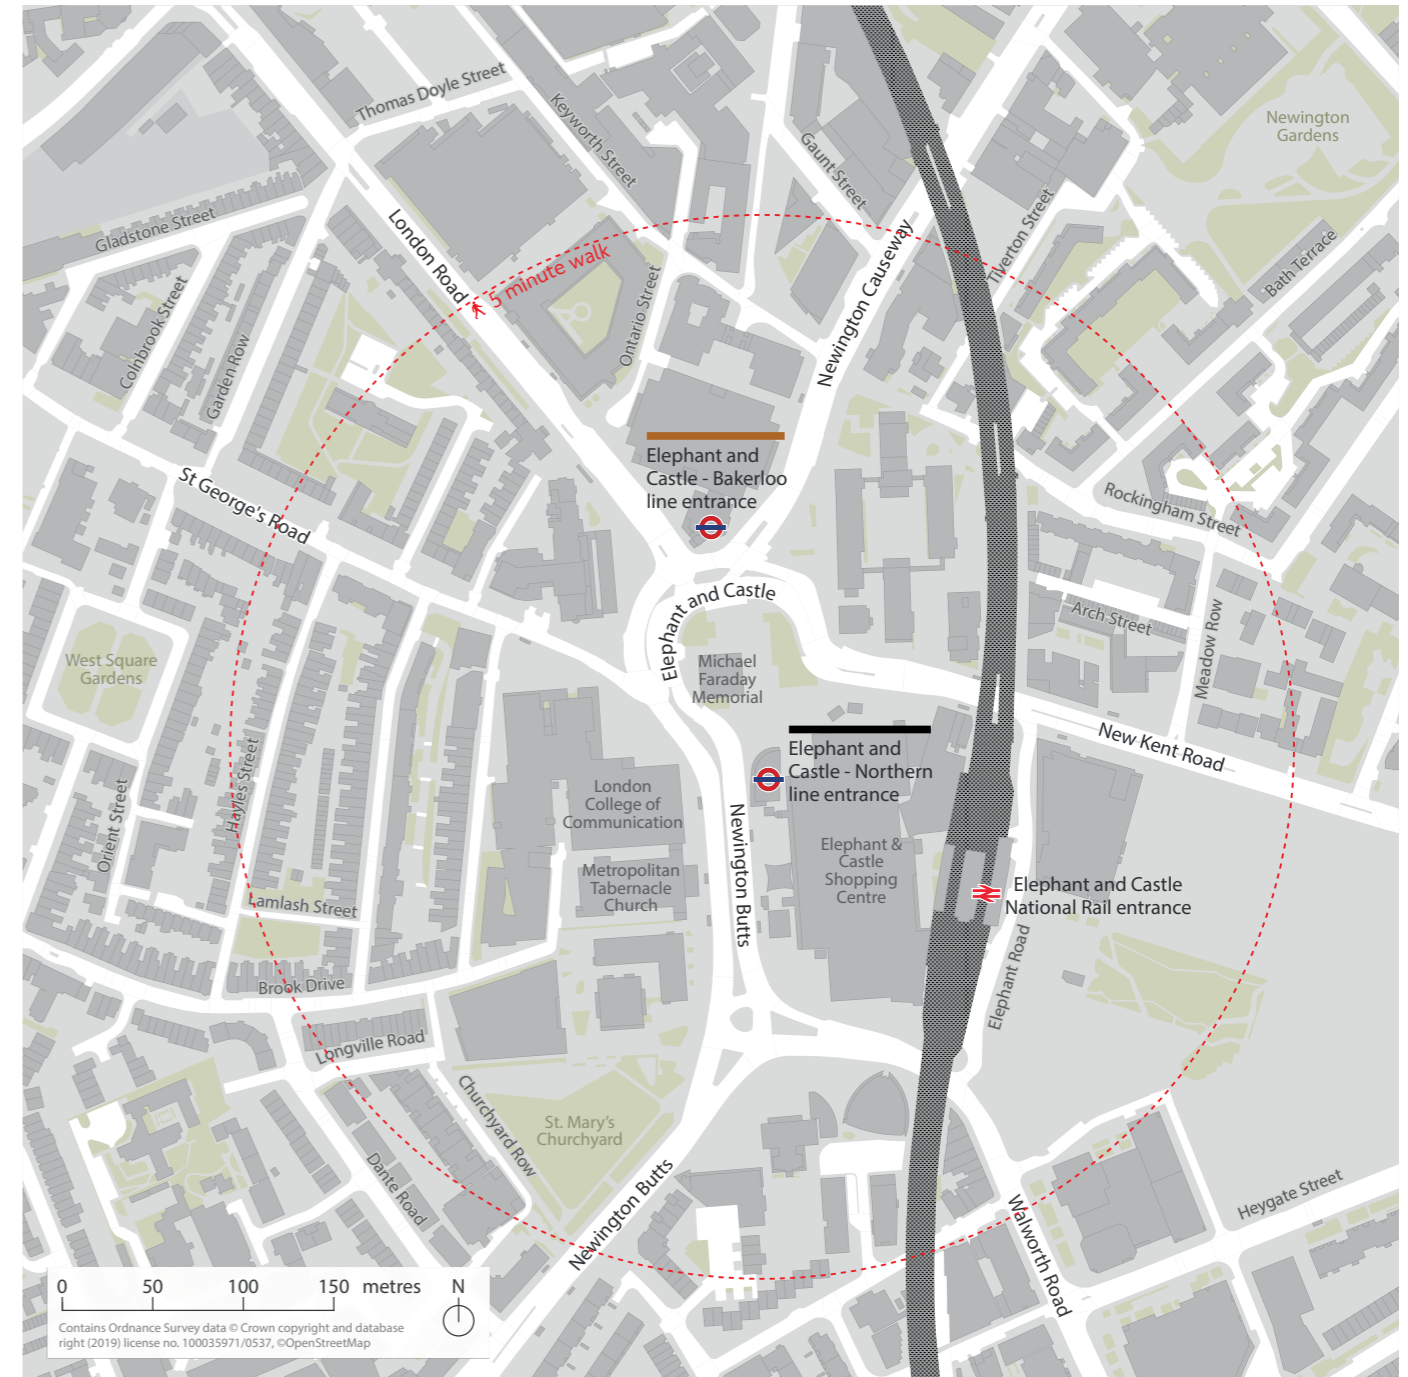 Thomas Doyle Street
Keyworth Street
Gaunt Street
Newington
Gardens
Gladstone Street
London Road
5 minute walk
Newington Causeway
Tiverton Street
Bath Terrace
Colnbrook Street
Garden Row
Ontario Street
Elephant and
Castle - Bakerloo
line entrance
St George's Road
Rockingham Street
Elephant and Castle
Arch Street
Meadow Row
West Square
Gardens
Michael
Faraday
Memorial
New Kent Road
Elephant and
Castle - Northern
line entrance
Hayles Street
Orient Street
London
College of
Communication
Newington Butts
Elephant &
Castle
Shopping
Centre
Metropolitan
Tabernacle
Church
Elephant and Castle
National Rail entrance
Lamlash Street
Elephant Road
Brook Drive
Longville Road
Churchyard Row
St. Mary's
Churchyard
Dante Road
Newington Butts
Walworth Road
Heygate Street
0 50 100 150 metres N
Contains Ordnance Survey data © Crown copyright and database
right (2019) license no. 100035971/0537, ©OpenStreetMap